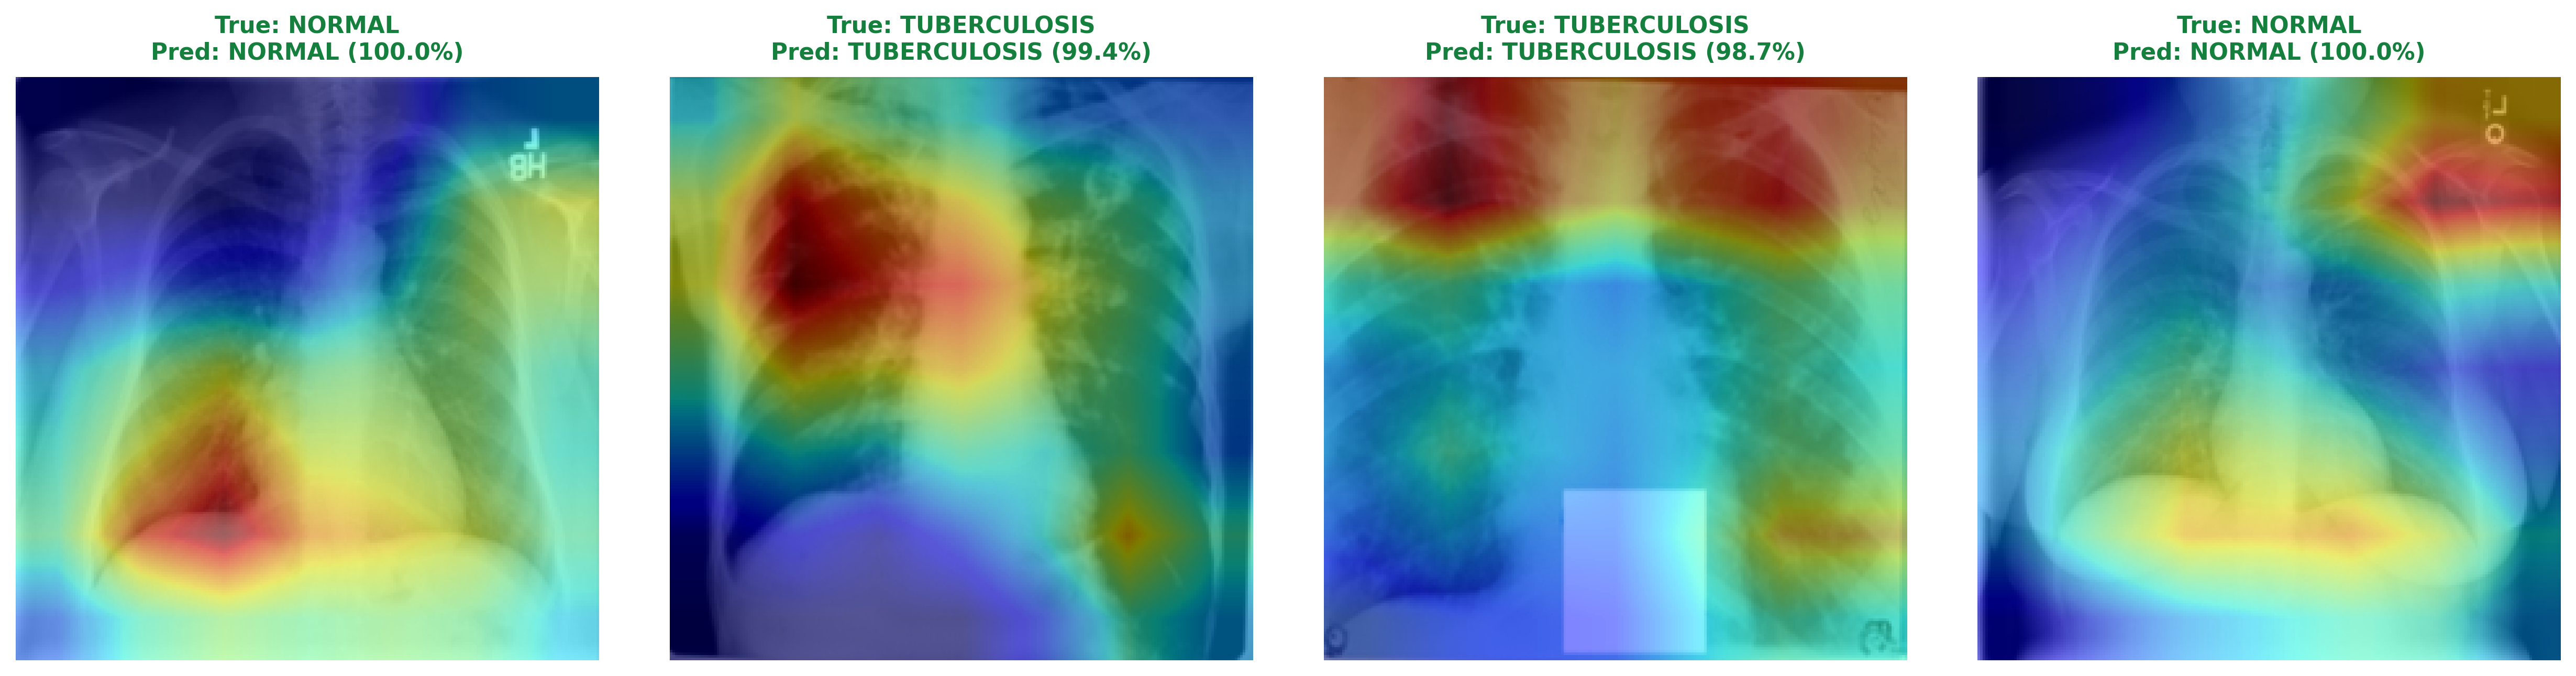 True: NORMAL
Pred: NORMAL (100.0%)
True: TUBERCULOSIS
Pred: TUBERCULOSIS (99.4%)
True: TUBERCULOSIS
Pred: TUBERCULOSIS (98.7%)
True: NORMAL
Pred: NORMAL (100.0%)